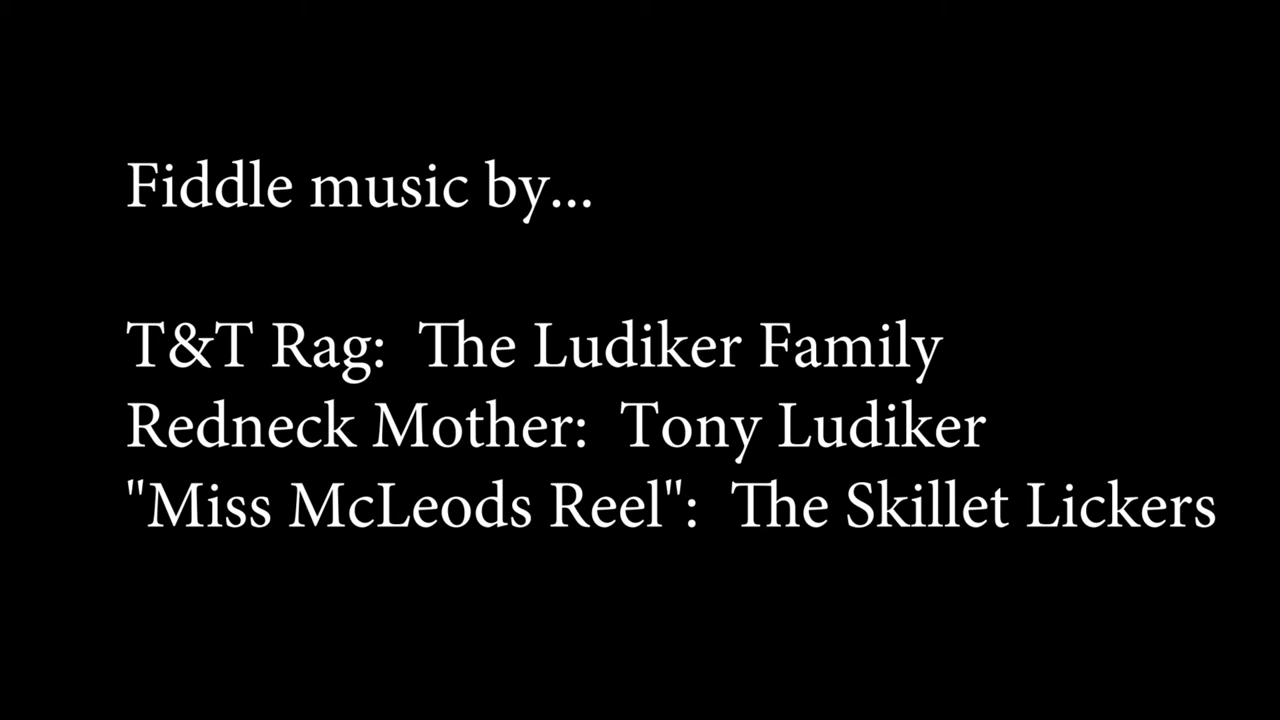 Fiddle music by...
T&T Rag:  The Ludiker Family
Redneck Mother:  Tony Ludiker
"Miss McLeods Reel":  The Skillet Lickers